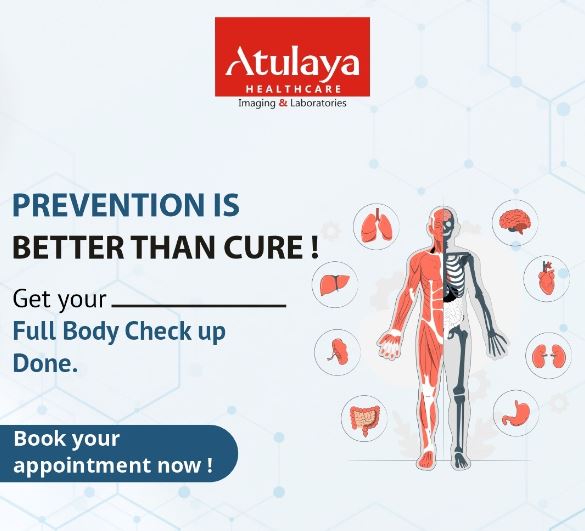 Atulaya
HEALTHCARE
Imaging & Laboratories
PREVENTION IS
BETTER THAN CURE !
Get your ____________
Full Body Check up
Done.
Book your
appointment now !